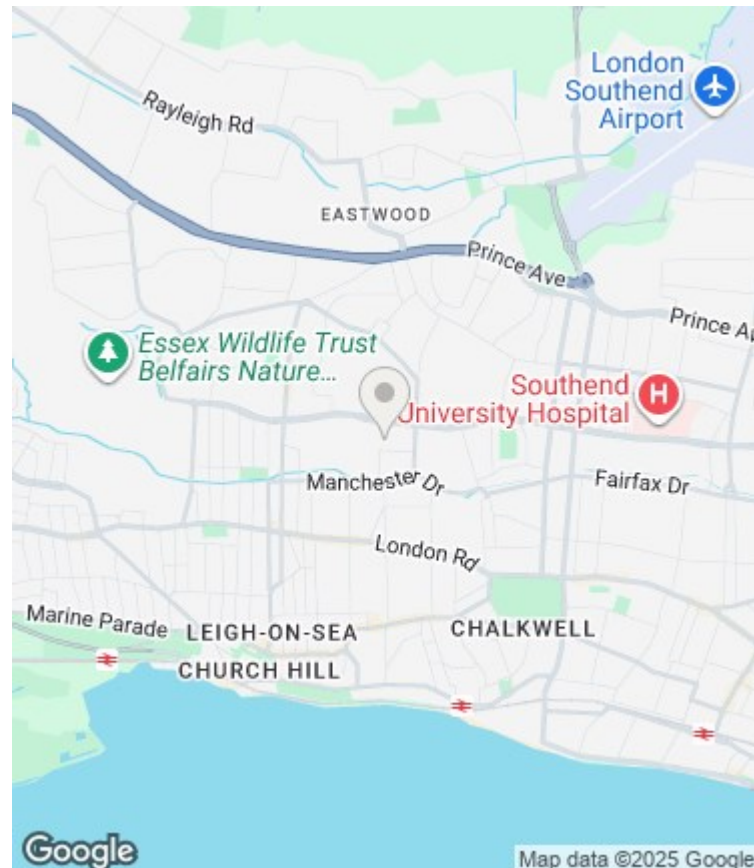 London
Southend
Airport
Rayleigh Rd
EASTWOOD
Prince Ave
Prince Av
Essex Wildlife Trust
Belfairs Nature...
Southend
University Hospital
H
Manchester Dr
Fairfax Dr
London Rd
Marine Parade
LEIGH-ON-SEA
CHALKWELL
CHURCH HILL
Google
Map data ©2025 Google